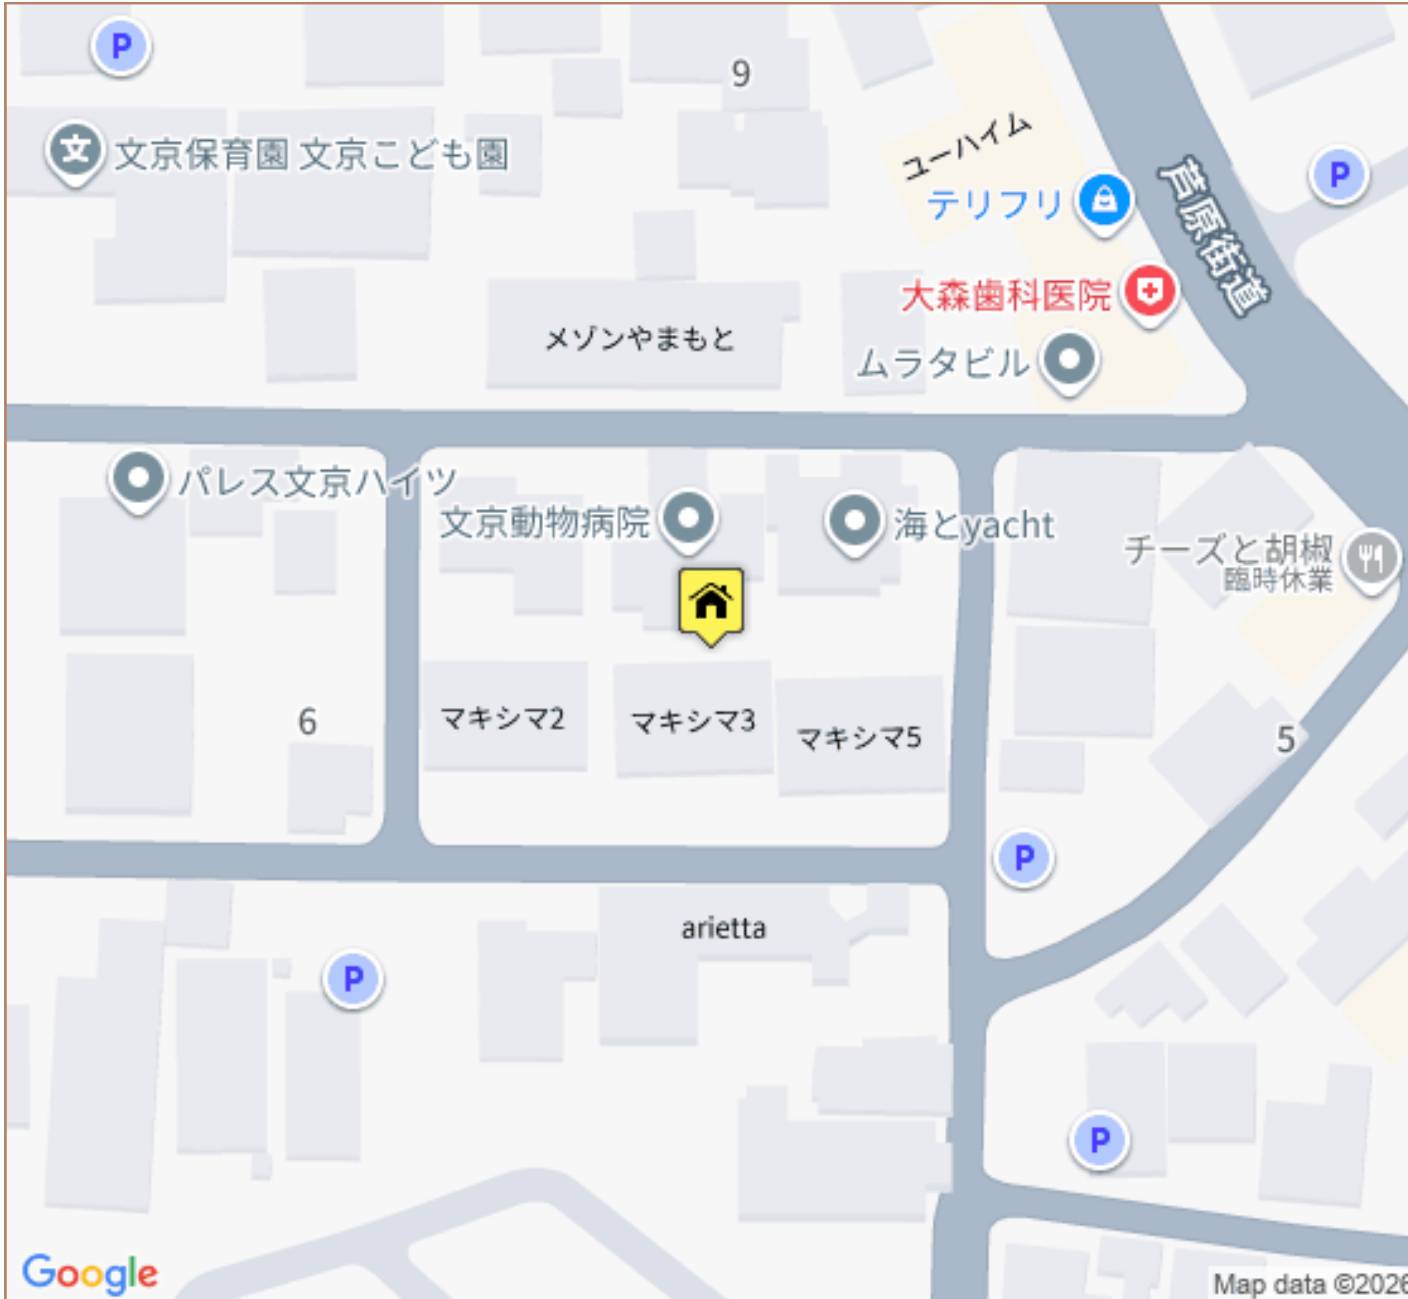 P
9
文京保育園 文京こども園
ユーハイム
芦原街道
P
テリフリ
大森歯科医院
メゾンやまもと
ムラタビル
パレス文京ハイツ
文京動物病院
海とyacht
チーズと胡椒
臨時休業
6
マキシマ2
マキシマ3
マキシマ5
5
P
arietta
P
P
Google
Map data ©2026